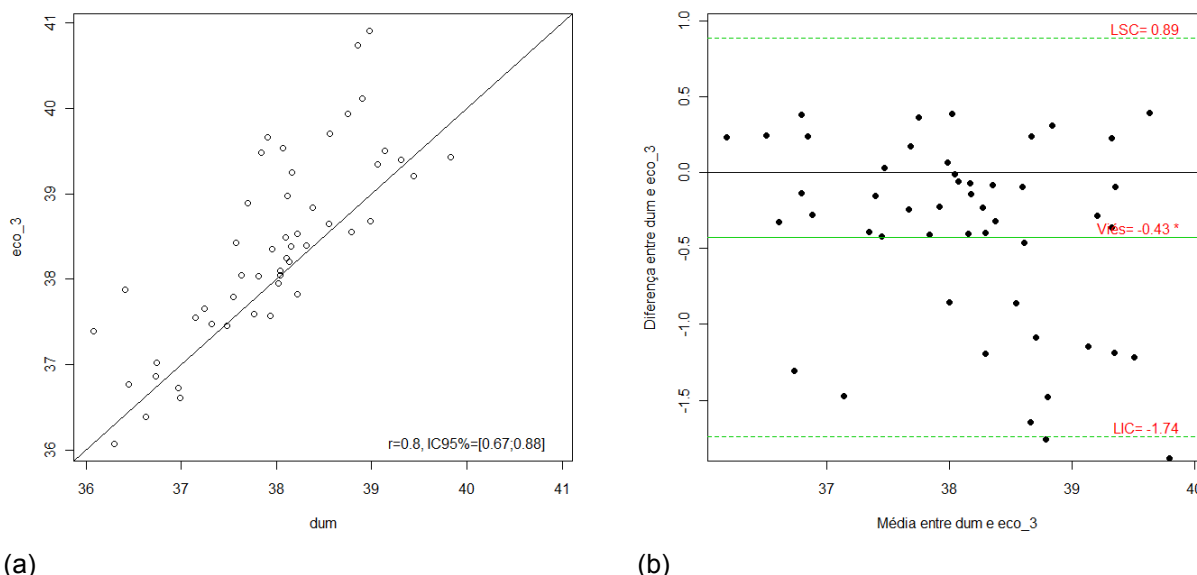 41
40
39
38
37
36
eco_3
r=0.8, IC95%=[0.67;0.88]
36 37 38 39 40 41
dum
(a)
1.0
0.5
0.0
-0.5
-1.0
-1.5
Diferença entre dum e eco_3
LSC= 0.89
Viés= -0.43 *
LIC= -1.74
37 38 39 40
Média entre dum e eco_3
(b)